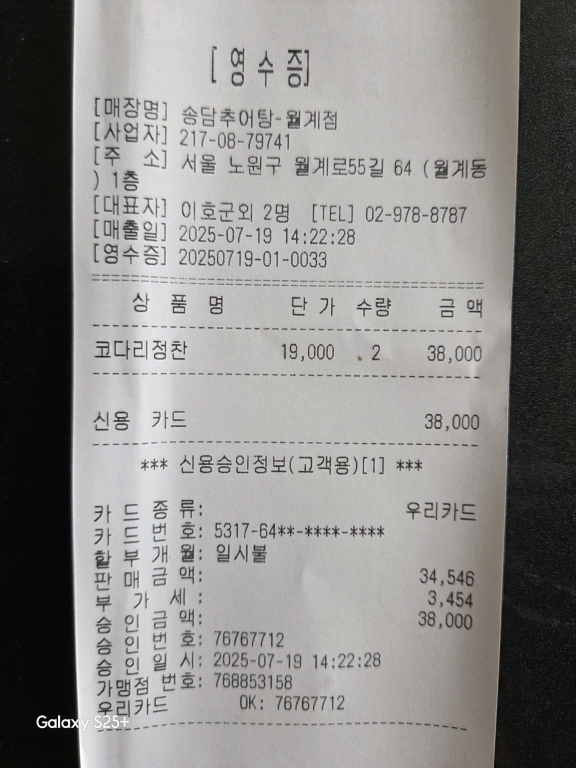 [ 영 수 증]
[매장명] 송담추어탕-월계점
[사업자] 217-08-79741
[주 소] 서울 노원구 월계로55길 64 (월계동
) 1층
[대표자] 이호군외 2명 [TEL] 02-978-8787
[매출일] 2025-07-19 14:22:28
[영수증] 20250719-01-0033
상 품 명 단 가 수량 금 액
코다리정찬 19,000 2 38,000
신용 카드 38,000
*** 신용승인정보(고객용)[1] ***
카 드 종 류: 우리카드
카 드 번 호: 5317-64**-****-****
할 부 개 월: 일시불
판 매 금 액: 34,546
부 가 세 : 3,454
승 인 금 액: 38,000
승 인 번 호: 76767712
승 인 일 시: 2025-07-19 14:22:28
가맹점 번호: 768853158
우리카드 OK: 76767712
Galaxy S25+